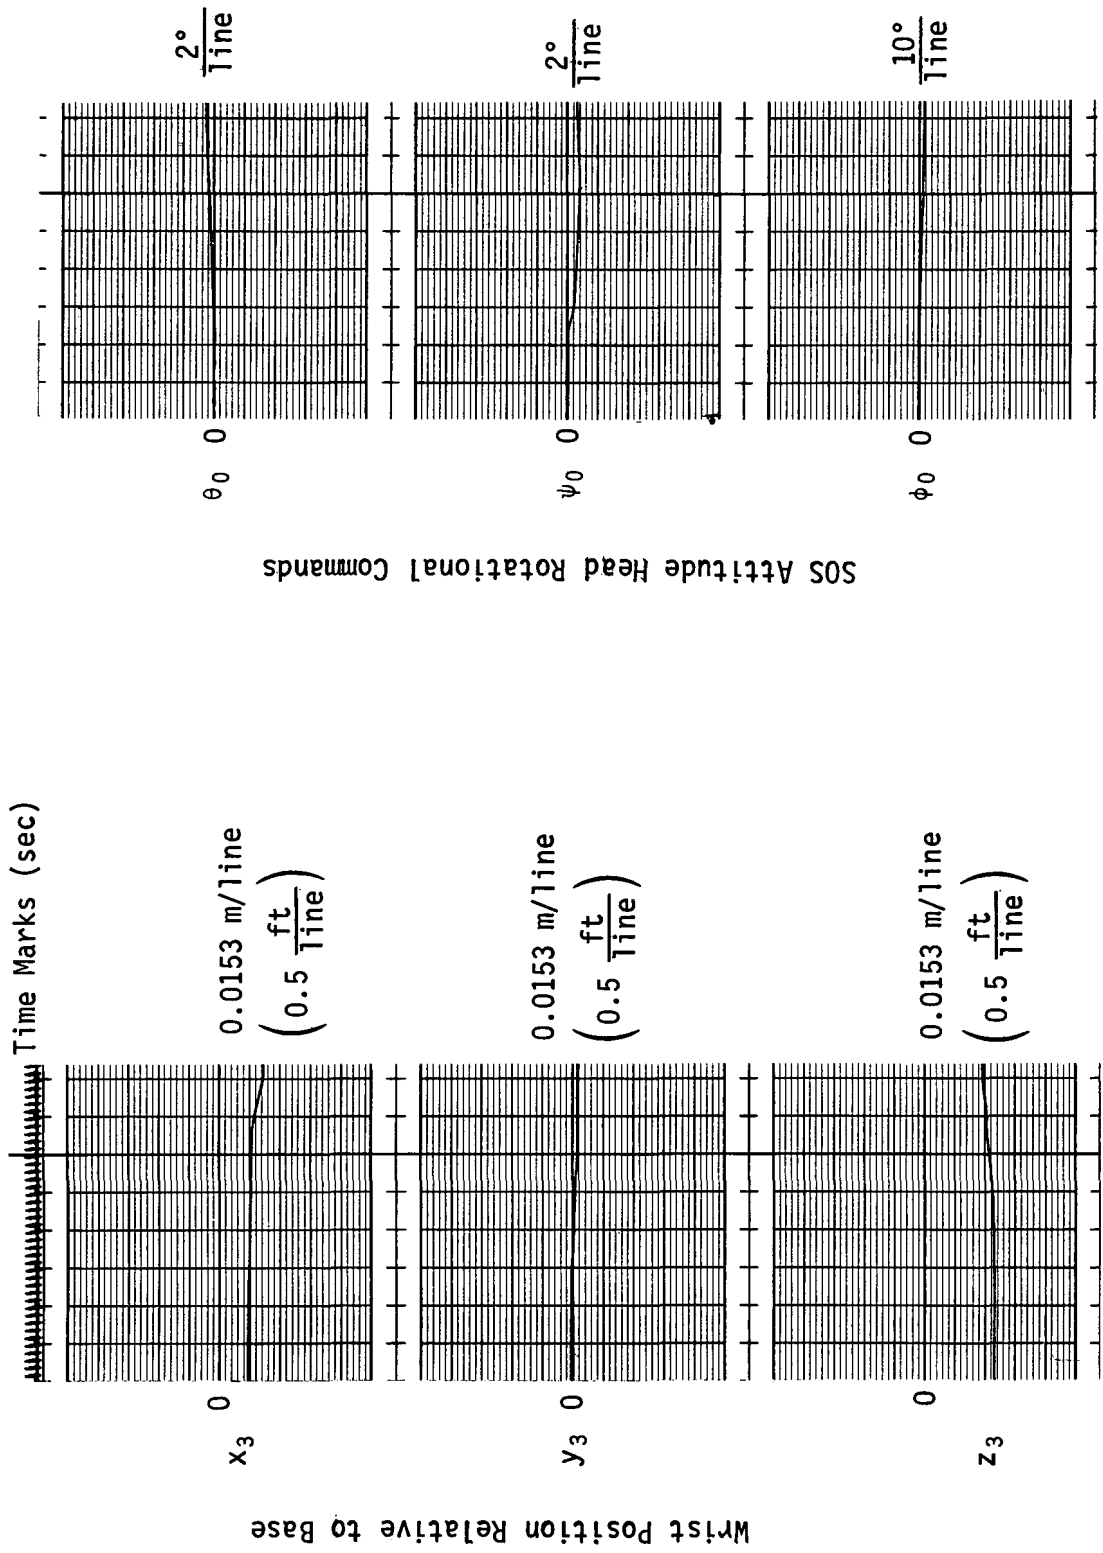 Time Marks (sec)
Wrist Position Relative to Base
x3
0
0.0153 m/line
(0.5 ft/line)
y3
0
0.0153 m/line
(0.5 ft/line)
z3
0
0.0153 m/line
(0.5 ft/line)
SOS Attitude Head Rotational Commands
θ0
0
2°/line
ψ0
0
2°/line
ϕ0
0
10°/line